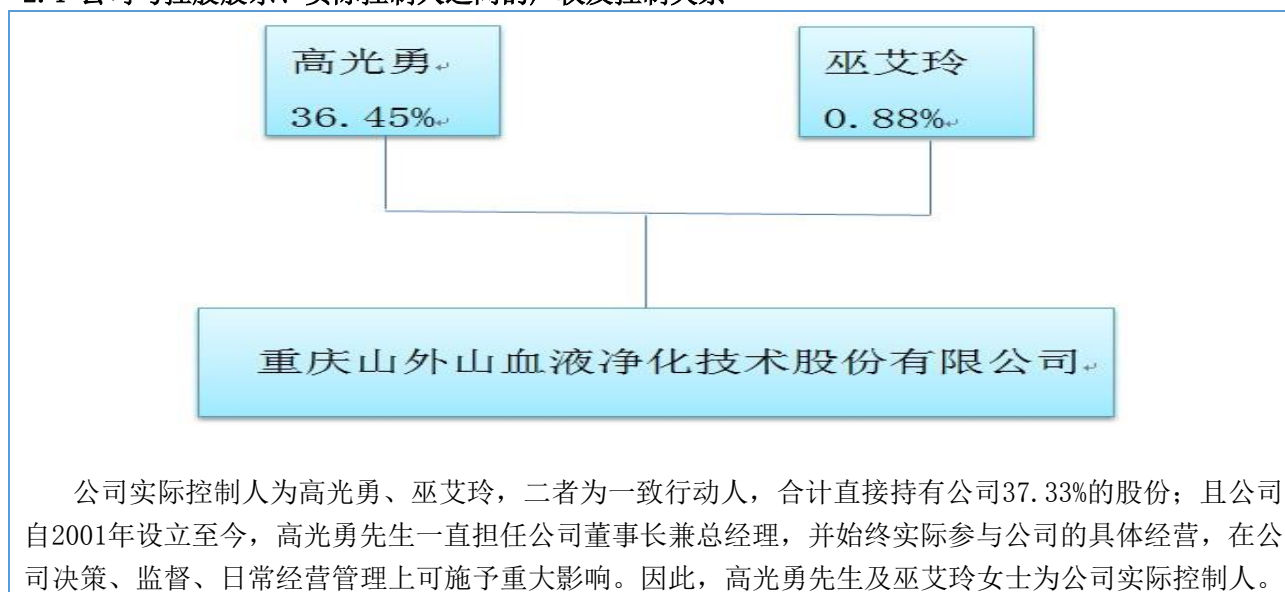 高光勇
36.45%
巫艾玲
0.88%
重庆山外山血液净化技术股份有限公司
公司实际控制人为高光勇、巫艾玲，二者为一致行动人，合计直接持有公司37.33%的股份；且公司
自2001年设立至今，高光勇先生一直担任公司董事长兼总经理，并始终实际参与公司的具体经营，在公
司决策、监督、日常经营管理上可施予重大影响。因此，高光勇先生及巫艾玲女士为公司实际控制人。